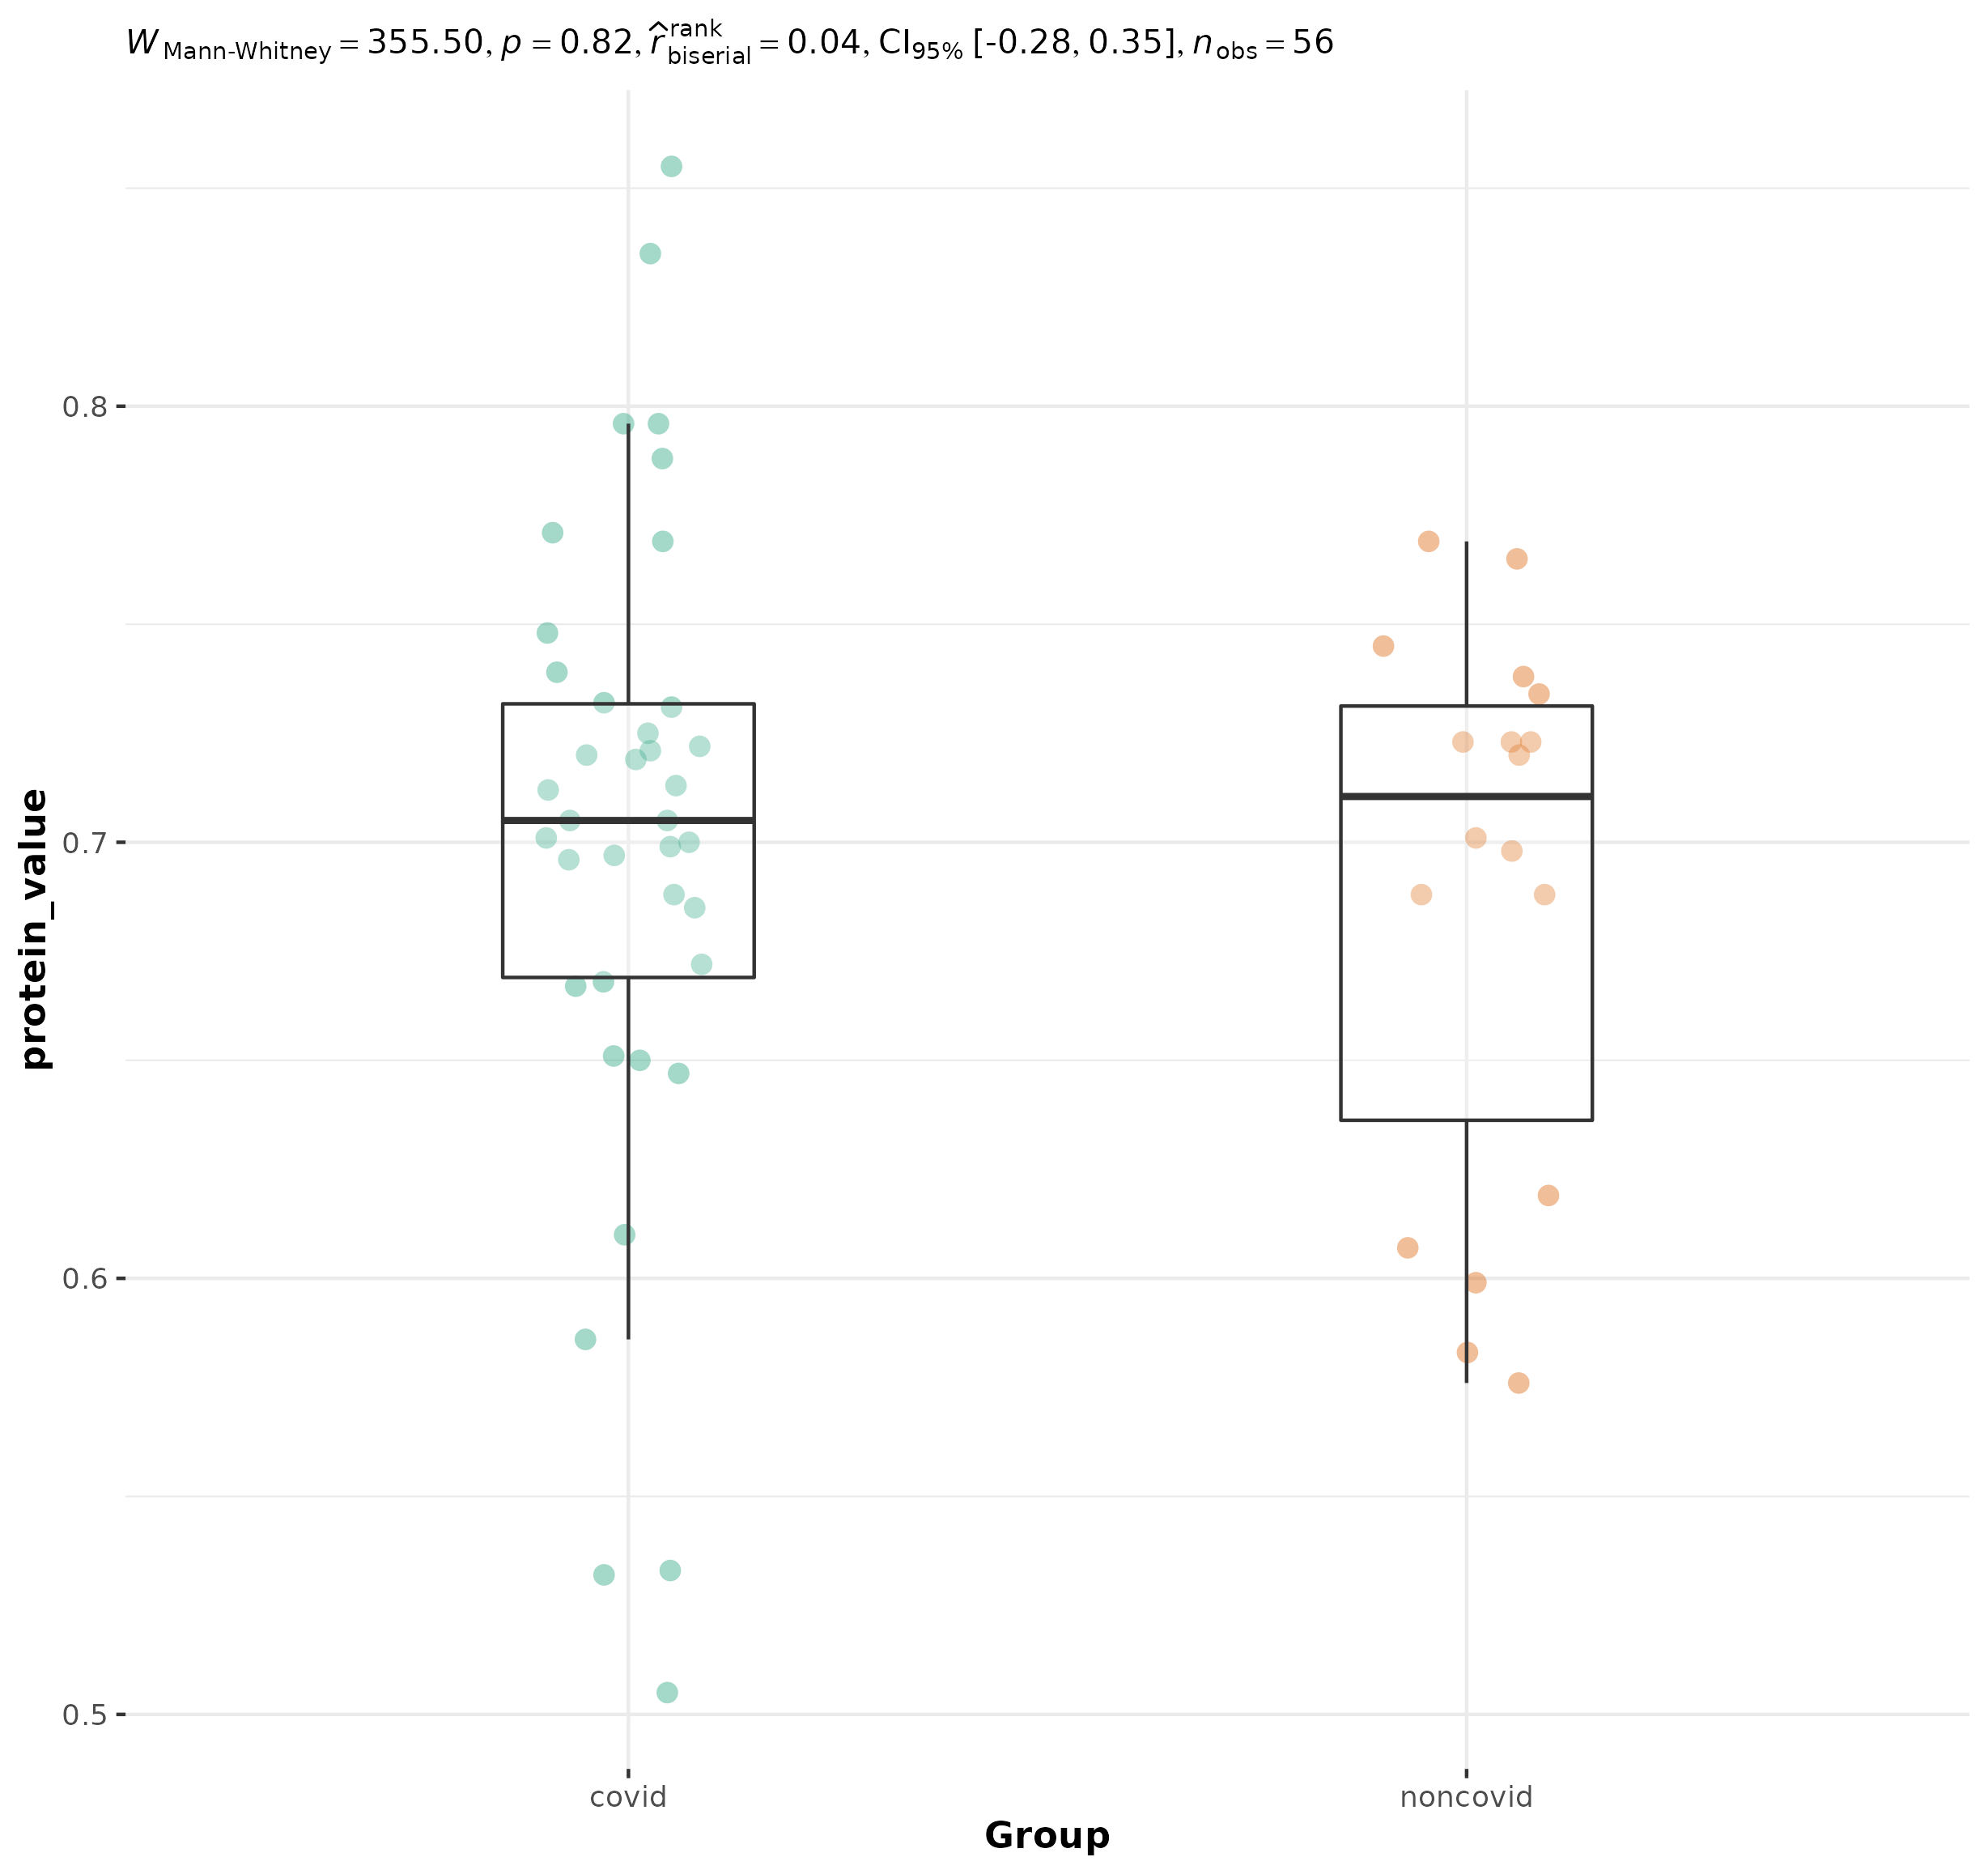 W Mann-Whitney = 355.50, p = 0.82, r̂ rank biserial = 0.04, CI95% [-0.28, 0.35], n obs = 56
protein_value
0.8
0.7
0.6
0.5
covid noncovid
Group